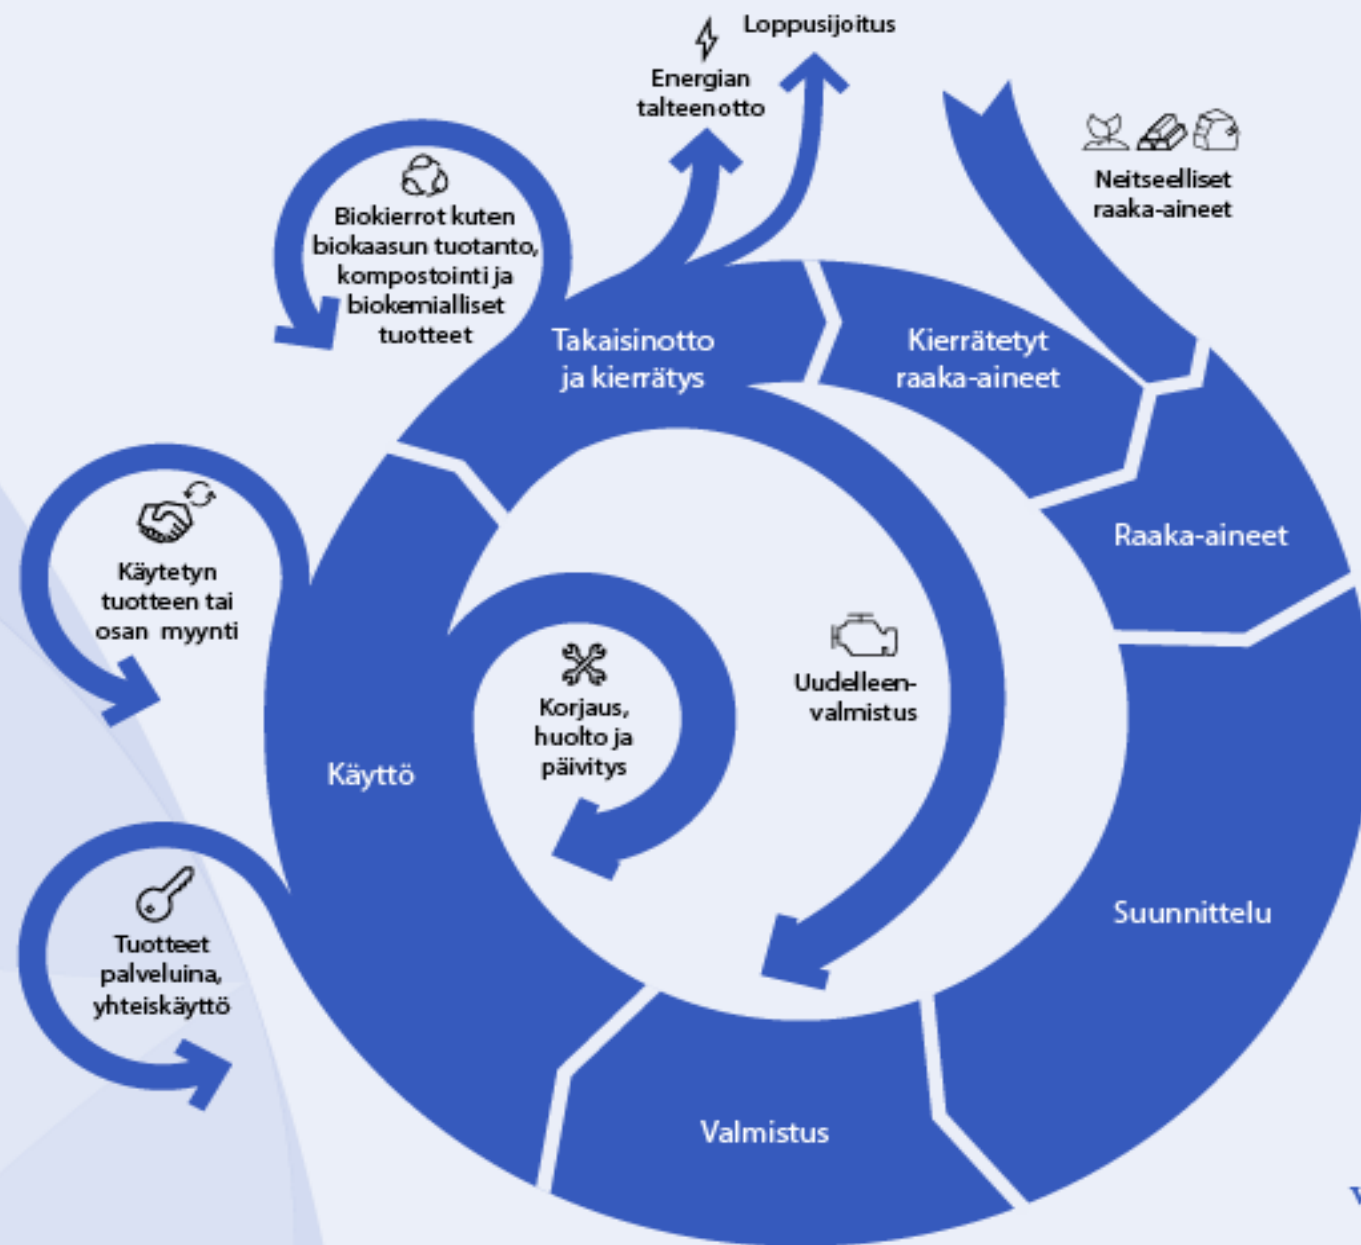 Loppusijoitus
Energian
talteenotto
Neitseelliset
raaka-aineet
Biokierrot kuten
biokaasun tuotanto,
kompostointi ja
biokemialliset
tuotteet
Takaisinotto
ja kierrätys
Kierrätetyt
raaka-aineet
Raaka-aineet
Käytetyn
tuotteen tai
osan myynti
Korjaus,
huolto ja
päivitys
Uudelleen-
valmistus
Käyttö
Suunnittelu
Tuotteet
palveluina,
yhteiskäyttö
Valmistus